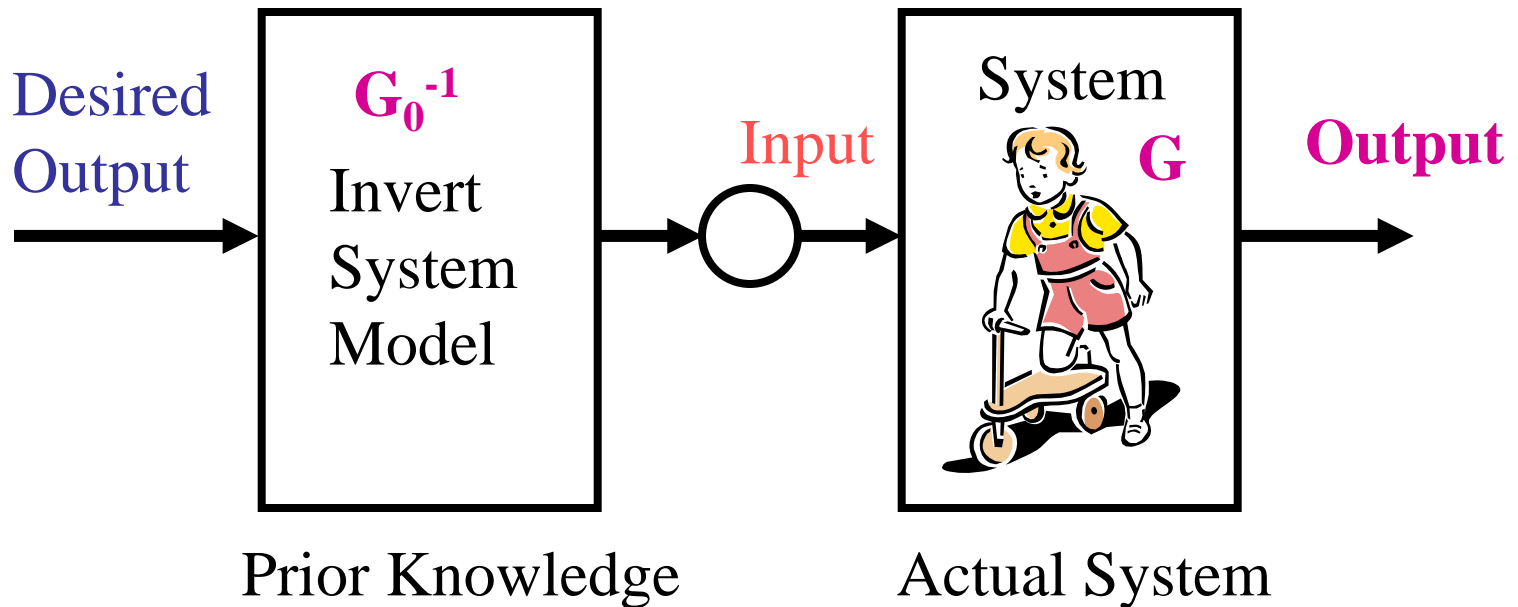 Desired
Output
G₀⁻¹
Invert
System
Model
Input
System
G
Output
Prior Knowledge
Actual System